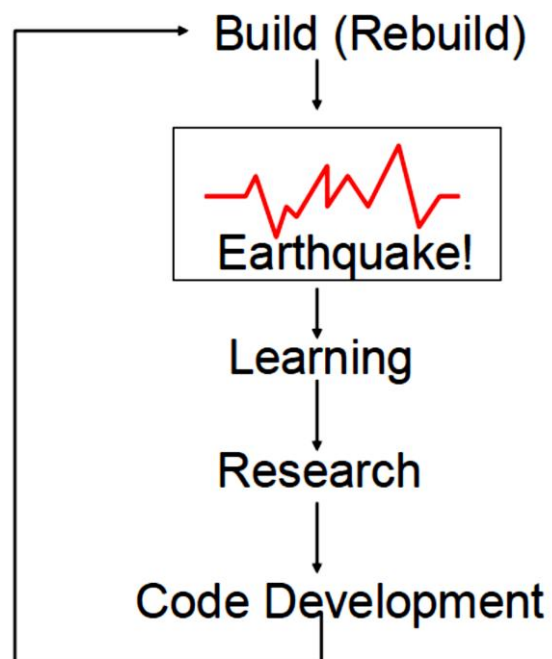 Build (Rebuild)
Earthquake!
Learning
Research
Code Development